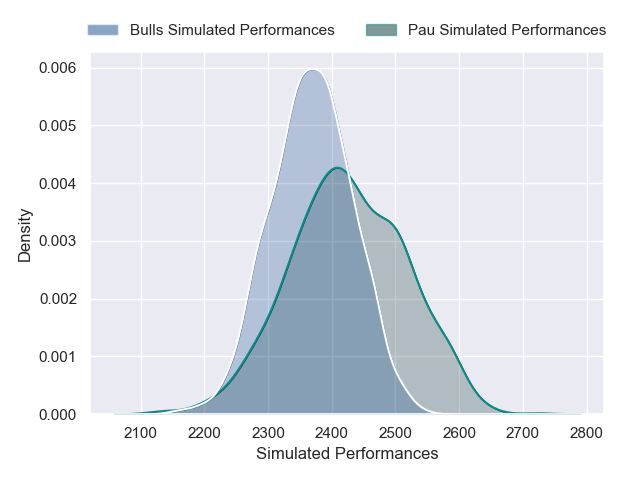 Bulls Simulated Performances Pau Simulated Performances
0.006
0.005
0.004
0.003
0.002
0.001
0.000
Density
2100 2200 2300 2400 2500 2600 2700 2800
Simulated Performances